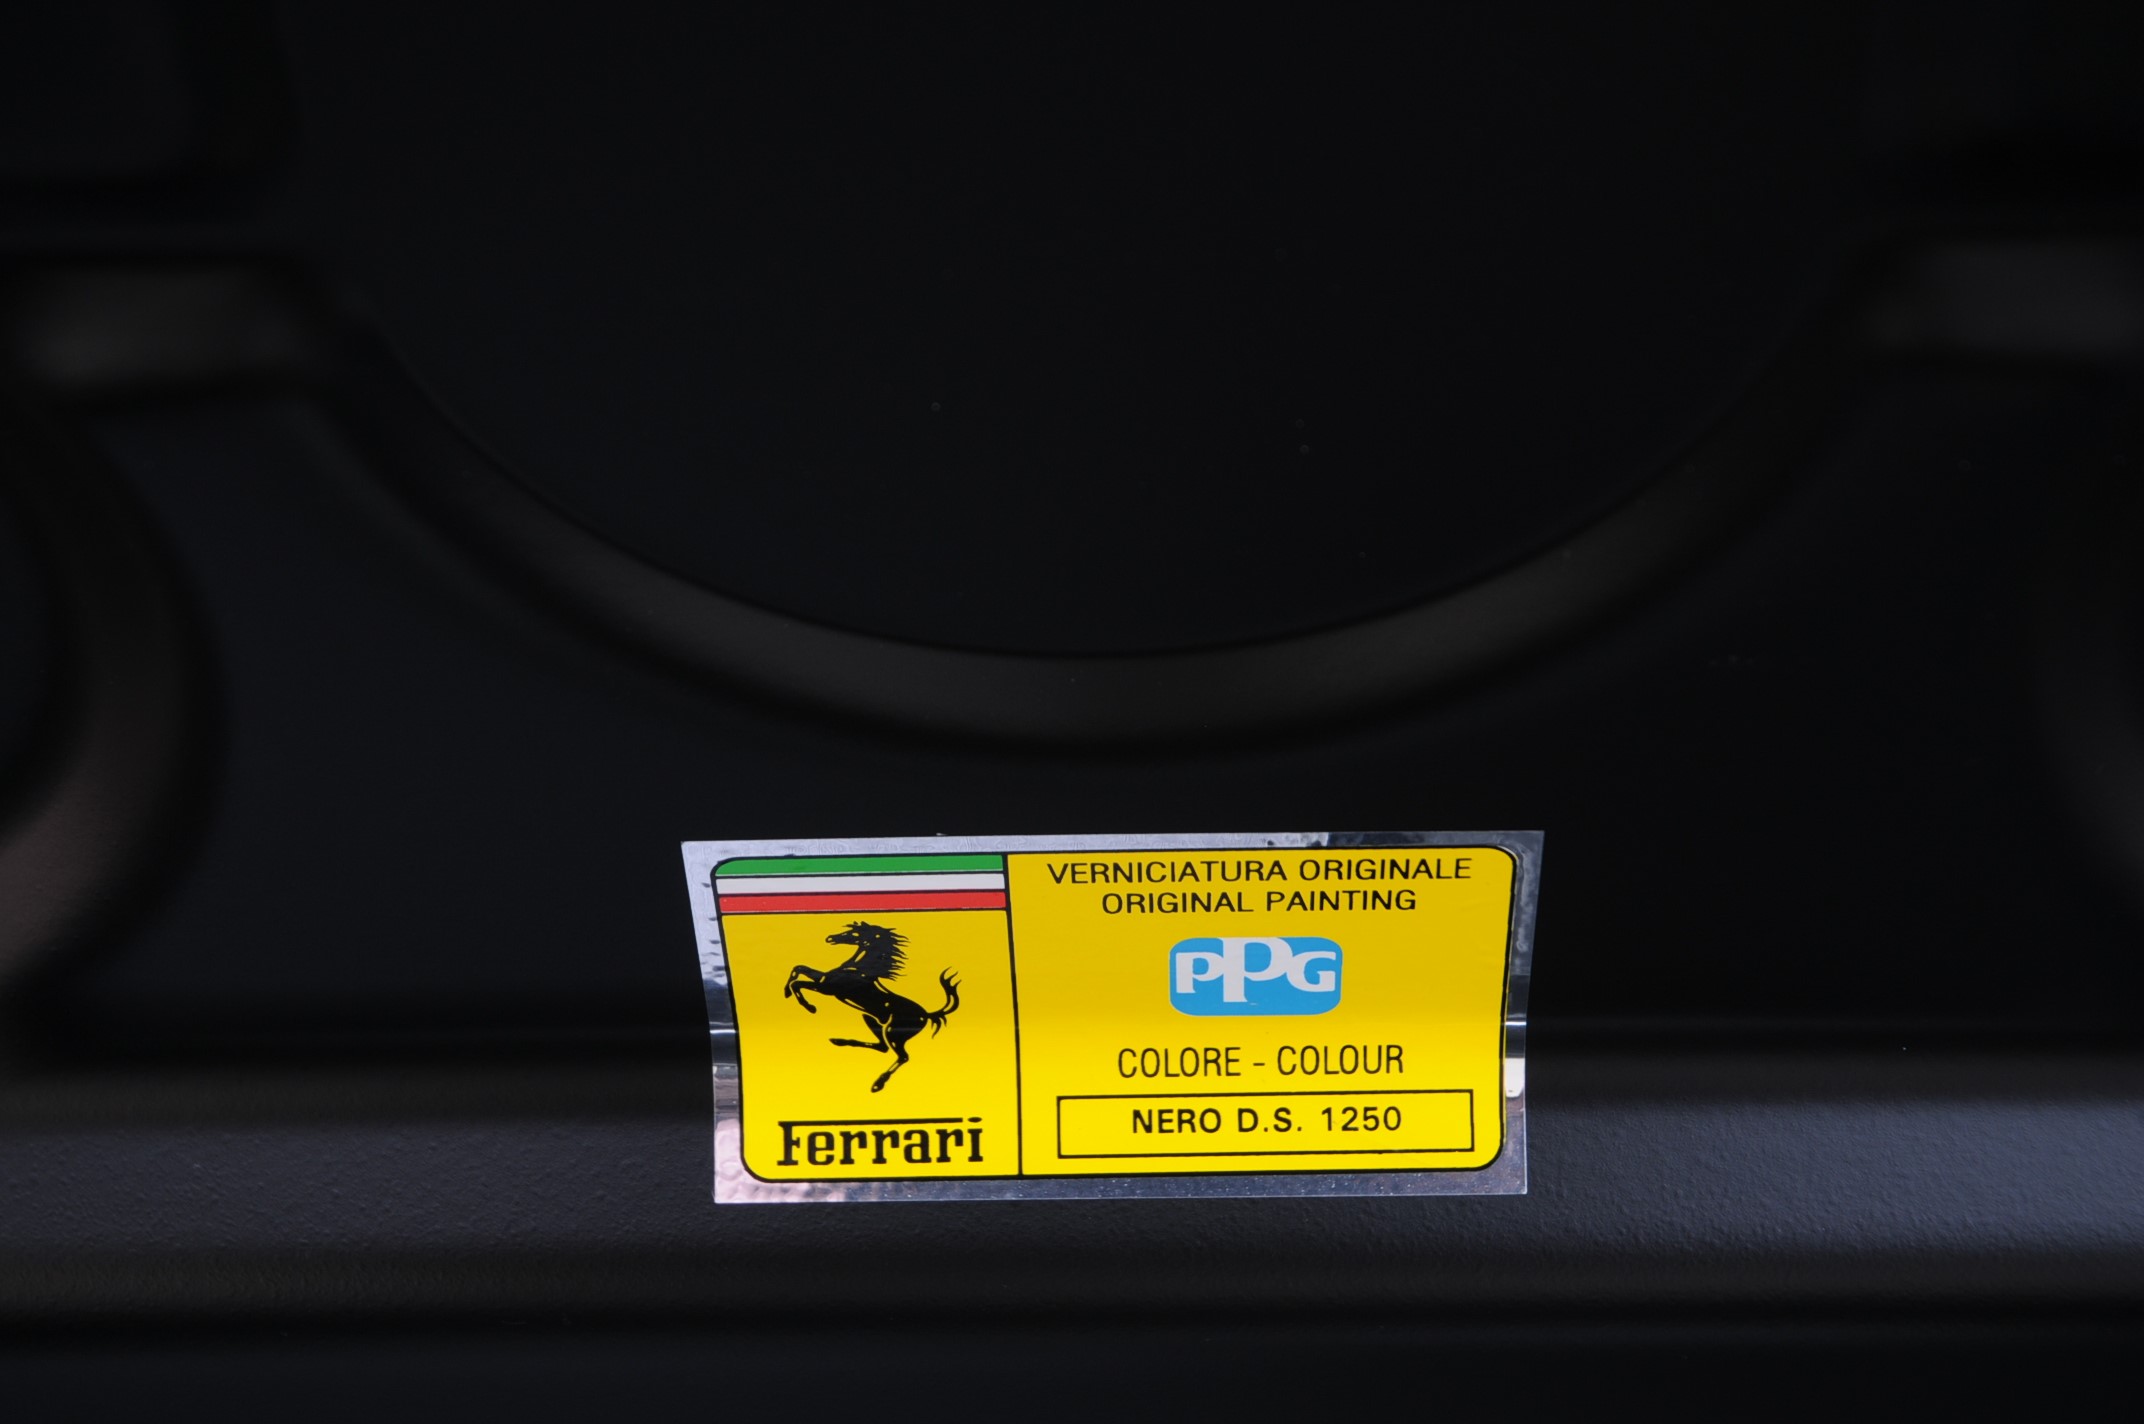 VERNICIATURA ORIGINALE
ORIGINAL PAINTING
PPG
COLORE - COLOUR
NERO D.S. 1250
Ferrari